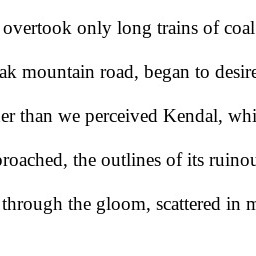 overtook only long trains of coal
ak mountain road, began to desire
er than we perceived Kendal, whi
proached, the outlines of its ruinou
through the gloom, scattered in m